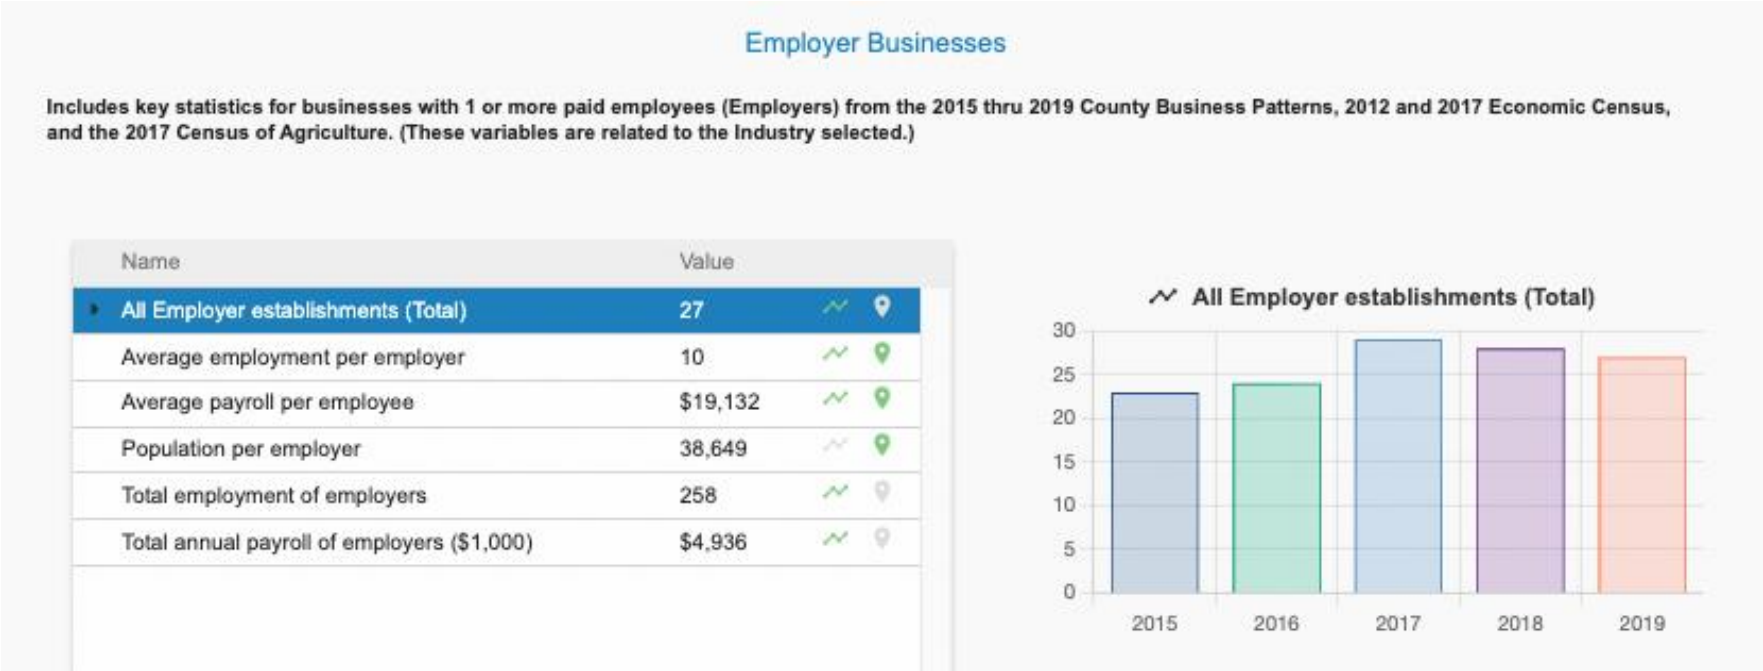 Employer Businesses
Includes key statistics for businesses with 1 or more paid employees (Employers) from the 2015 thru 2019 County Business Patterns, 2012 and 2017 Economic Census,
and the 2017 Census of Agriculture. (These variables are related to the Industry selected.)
Name Value
All Employer establishments (Total) 27
Average employment per employer 10
Average payroll per employee $19,132
Population per employer 38,649
Total employment of employers 258
Total annual payroll of employers ($1,000) $4,936
All Employer establishments (Total)
30
25
20
15
10
5
0
2015 2016 2017 2018 2019